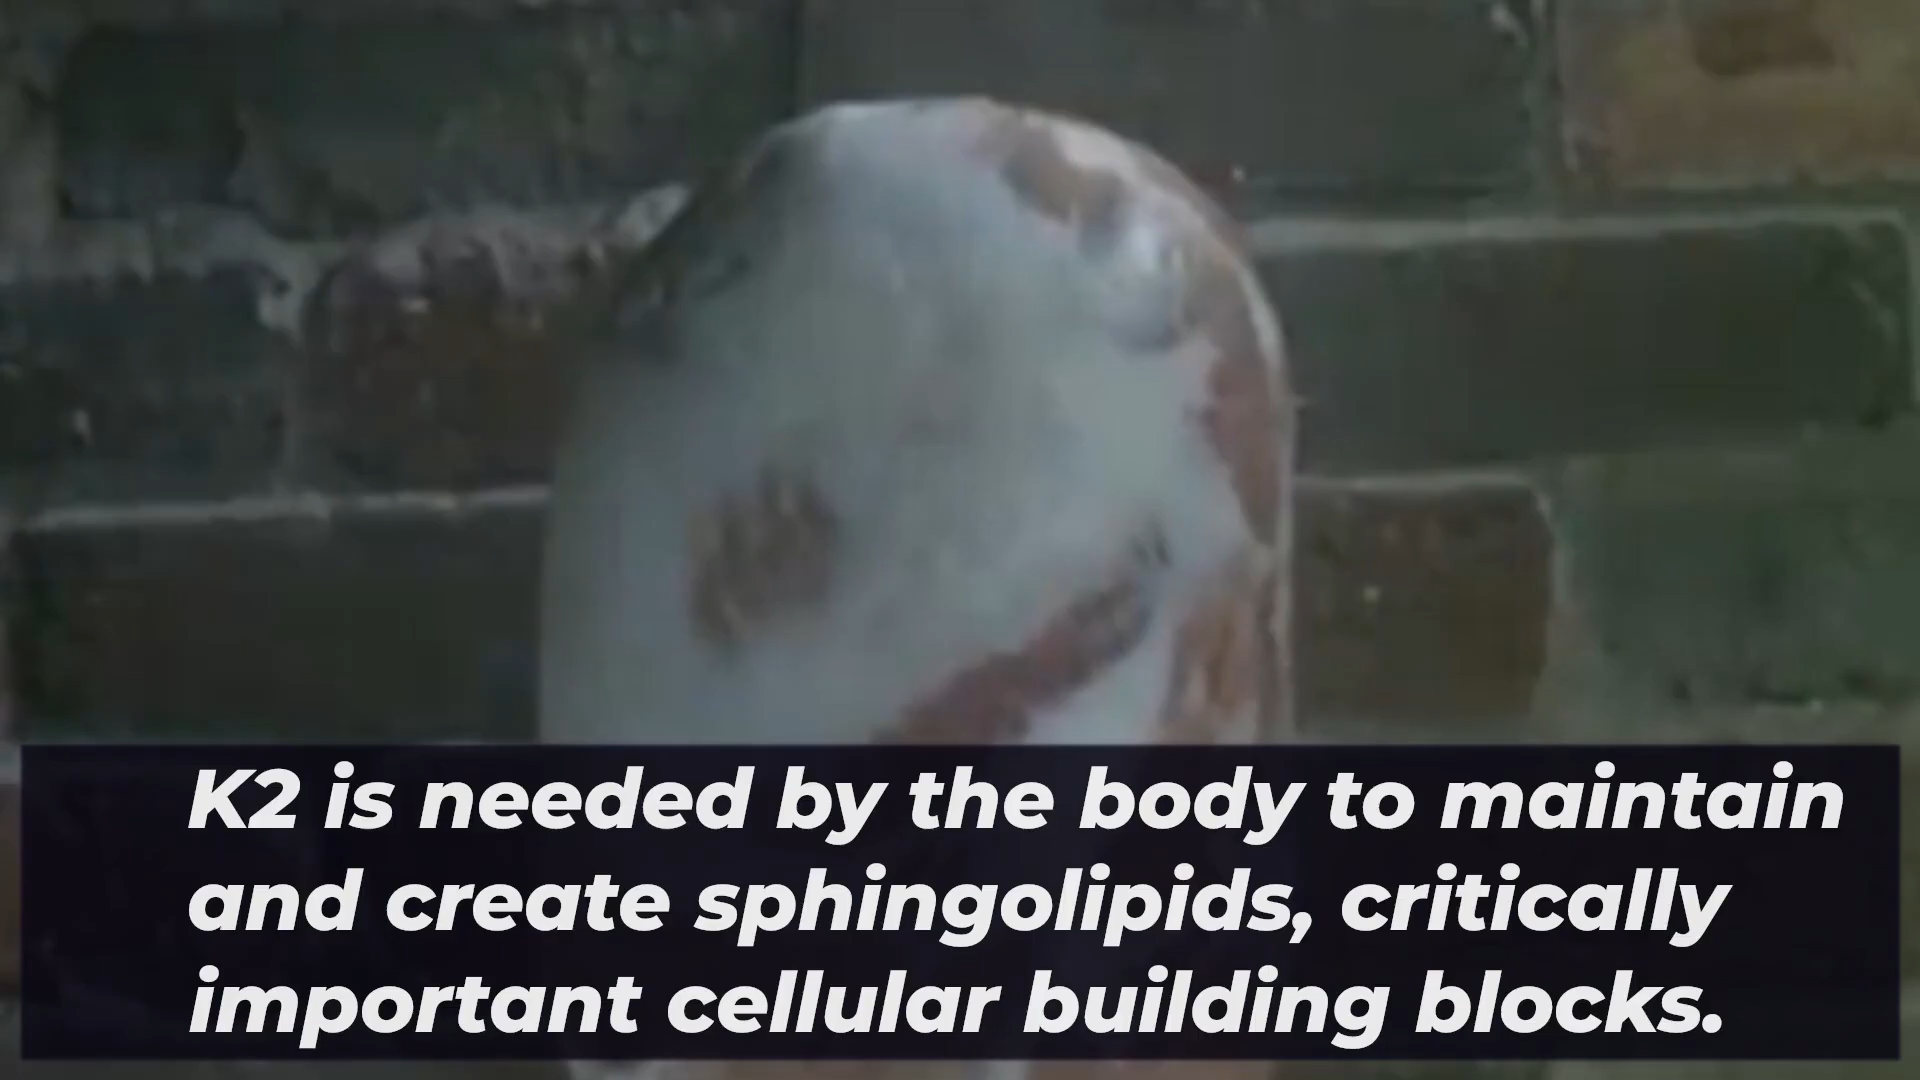 K2 is needed by the body to maintain
and create sphingolipids, critically
important cellular building blocks.